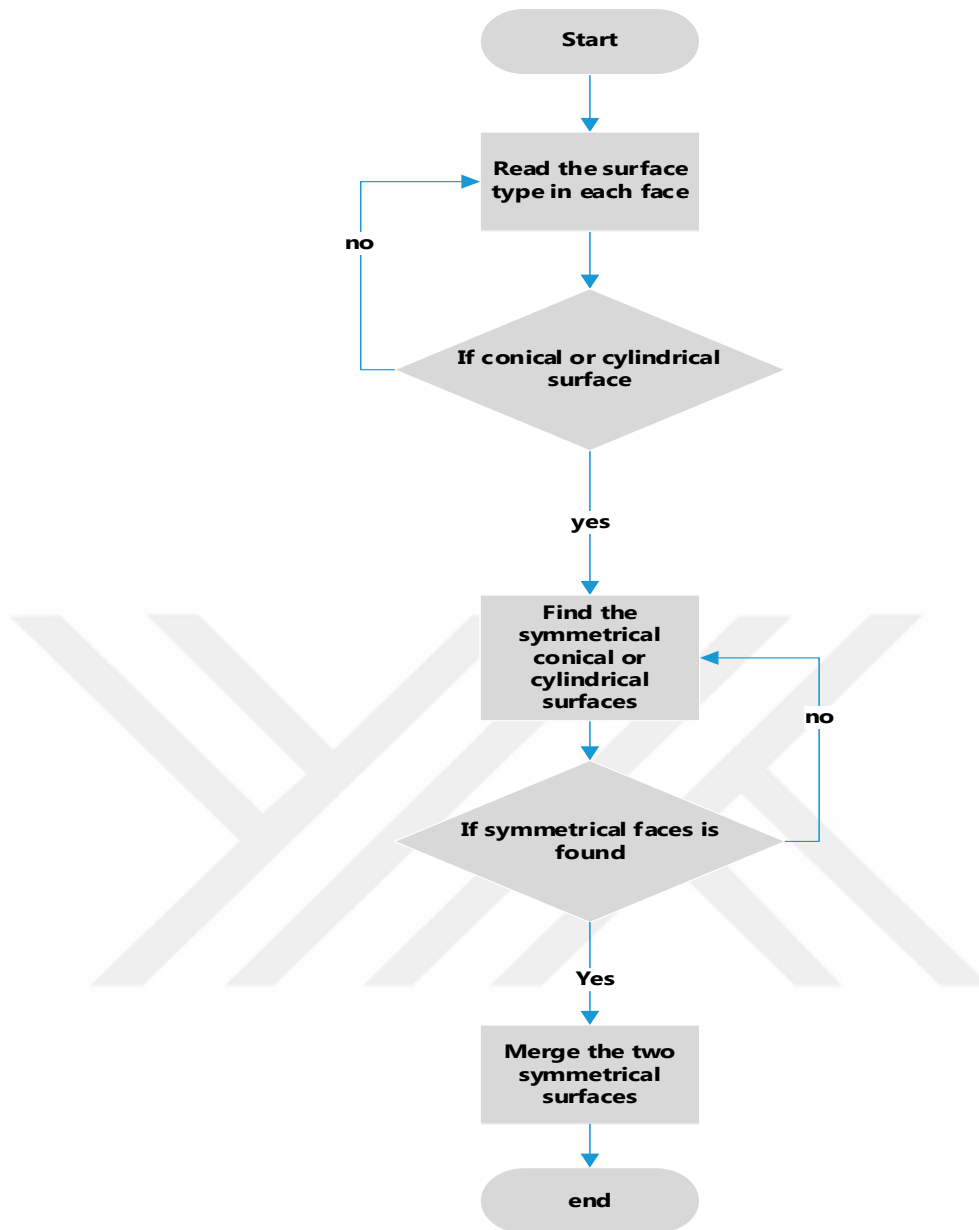 Start
Read the surface
type in each face
no
If conical or cylindrical
surface
yes
Find the
symmetrical
conical or
cylindrical
surfaces
no
If symmetrical faces is
found
Yes
Merge the two
symmetrical
surfaces
end